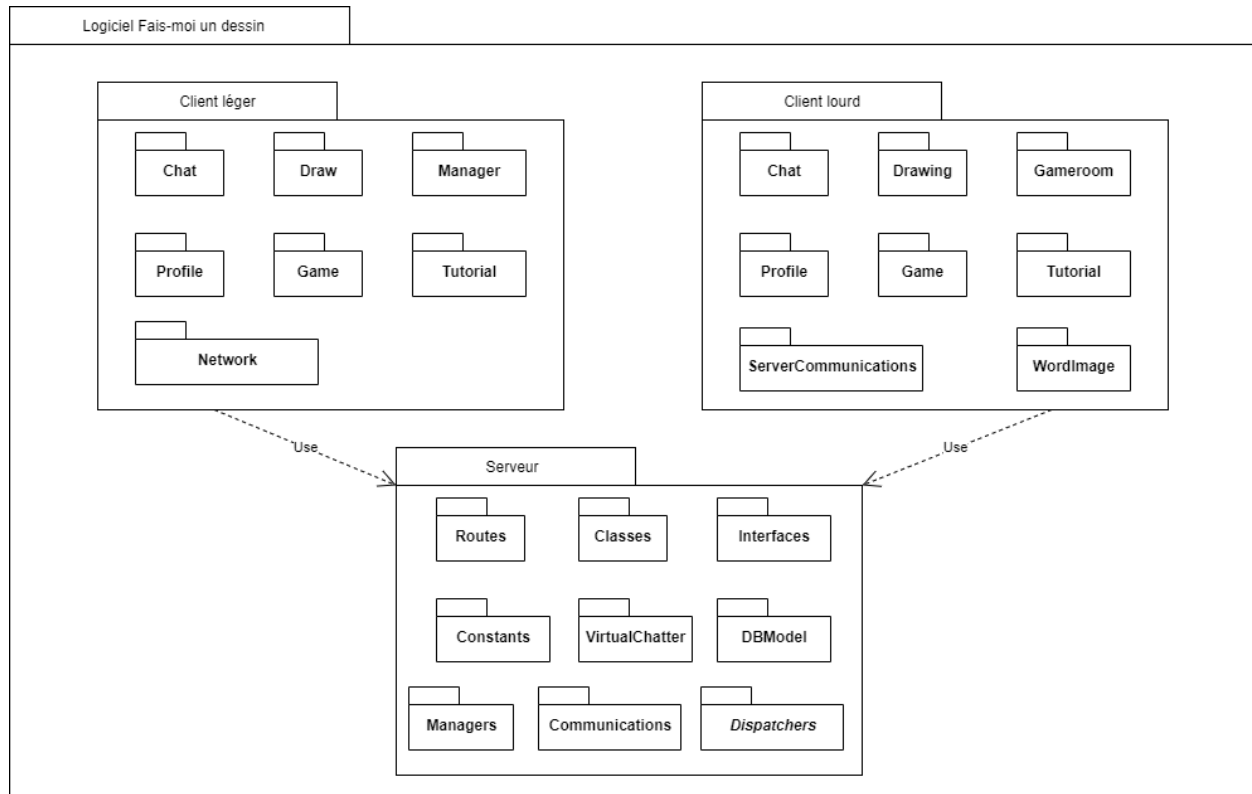 Logiciel Fais-moi un dessin
Client léger
Chat
Draw
Manager
Profile
Game
Tutorial
Network
Client lourd
Chat
Drawing
Gameroom
Profile
Game
Tutorial
ServerCommunications
WordImage
Use
Use
Serveur
Routes
Classes
Interfaces
Constants
VirtualChatter
DBModel
Managers
Communications
Dispatchers